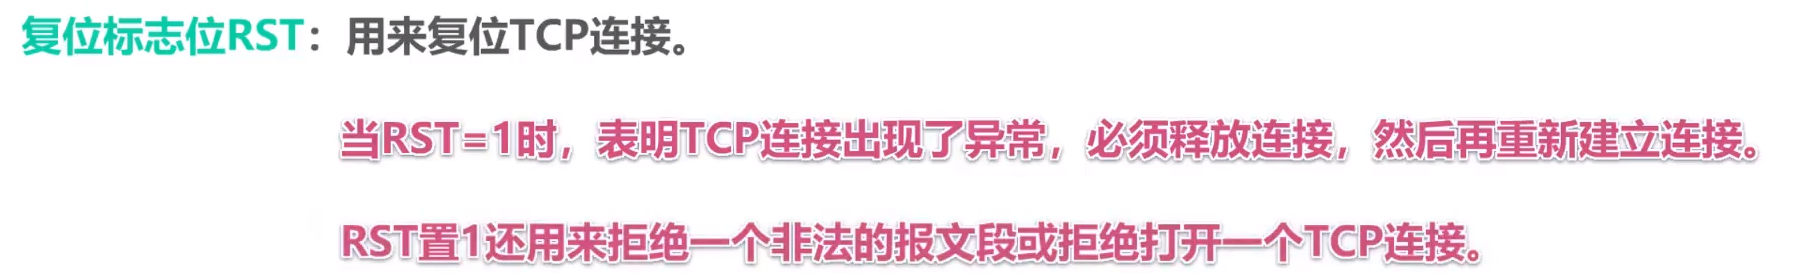 复位标志位RST：用来复位TCP连接。
当RST=1时，表明TCP连接出现了异常，必须释放连接，然后再重新建立连接。
RST置1还用来拒绝一个非法的报文段或拒绝打开一个TCP连接。